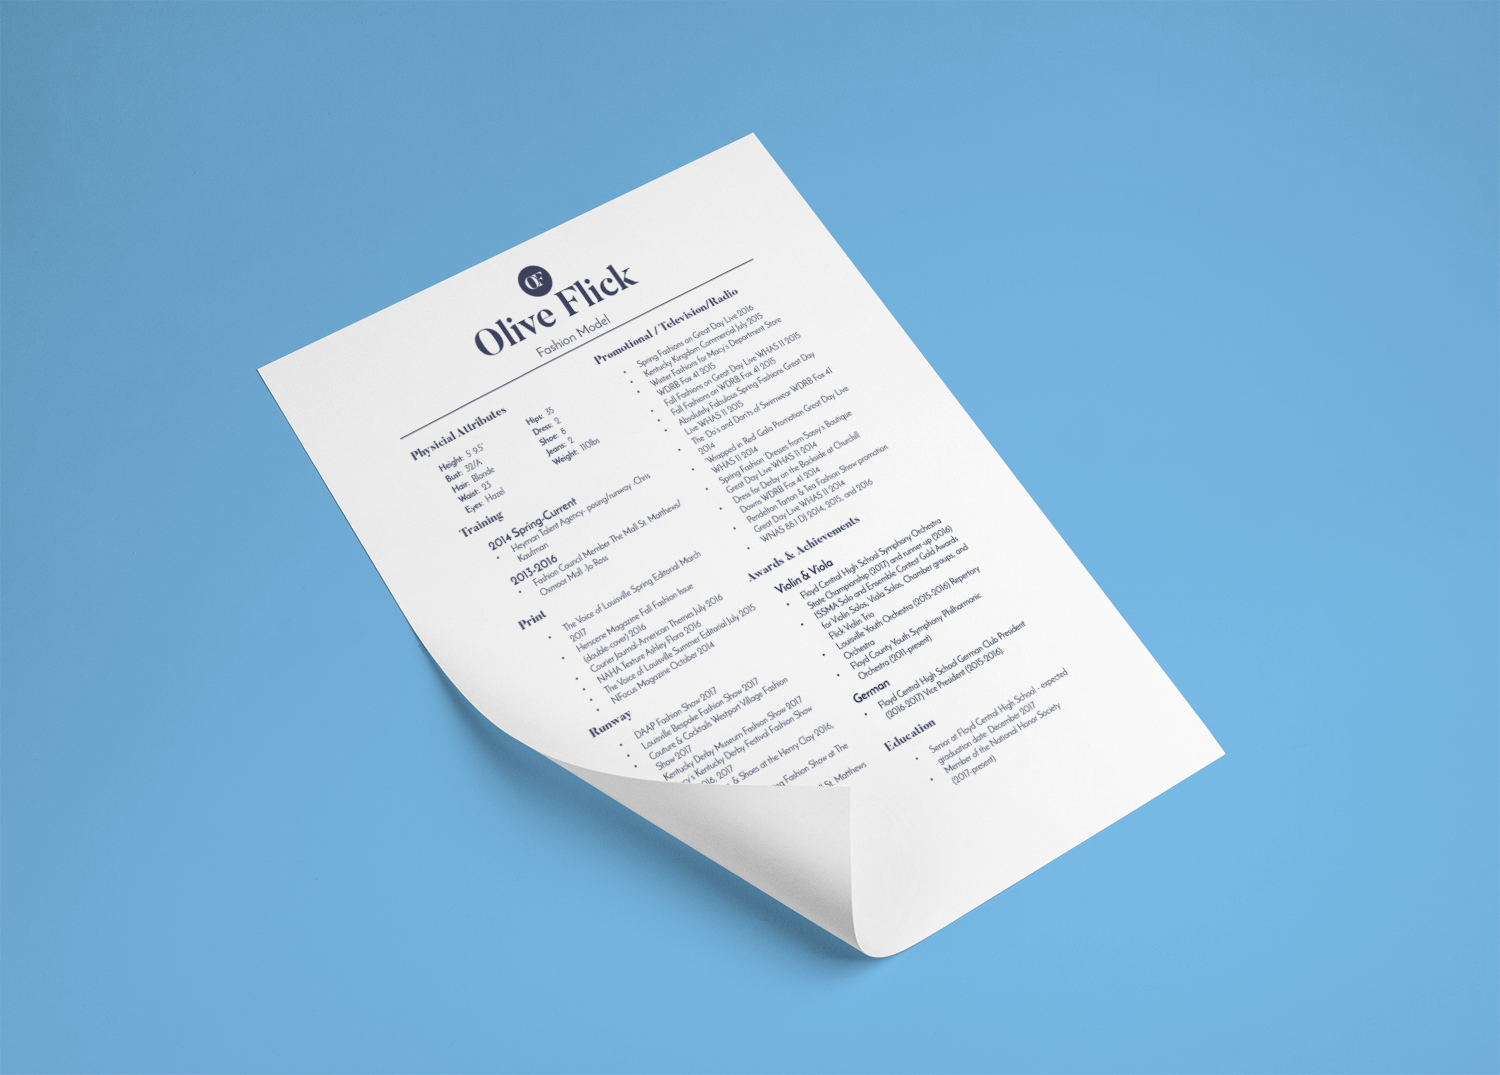 OF
Olive Flick
Fashion Model
Physicial Attributes
Height: 5' 9.5"
Bust: 32/A
Hair: Blonde
Waist: 23
Eyes: Hazel
Hips: 35
Dress: 2
Shoe: 8
Jeans: 2
Weight: 110lbs
Training
2014 Spring-Current
• Heyman Talent Agency- posing/runway -Chris
Kaufman
2013-2016
• Fashion Council Member The Mall St. Matthews/
Oxmoor Mall -Jo Ross
Print
• The Voice of Louisville Spring Editorial March
2017
• Herscene Magazine Fall Fashion Issue
(double-cover) 2016
• Courier Journal-American Themes July 2016
• NAHA Texture Ashley Flora 2016
• The Voice of Louisville Summer Editorial July 2015
• NFocus Magazine October 2014
Runway
• DAAP Fashion Show 2017
• Louisville Bespoke Fashion Show 2017
• Couture & Cocktails Westport Village Fashion
Show 2017
Kentucky Derby Museum Fashion Show 2017
Kentucky Derby Festival Fashion Show
2016, 2017
& Shoes at the Henry Clay 2016,
Fashion Show at The
St. Matthews
Promotional / Television/Radio
• Spring Fashions on Great Day Live 2016
• Kentucky Kingdom Commercial July 2015
• Winter Fashions for Macy's Department Store
WDRB Fox 41 2015
• Fall Fashions on Great Day Live WHAS 11 2015
• Fall Fashions on WDRB Fox 41 2015
• Absolutely Fabulous Spring Fashions Great Day
Live WHAS 11 2015
• The Do's and Don'ts of Swimwear WDRB Fox 41
2014
• Wrapped in Red Gala Promotion Great Day Live
WHAS 11 2014
• Spring Fashion Dresses from Sassy's Boutique
Great Day Live WHAS 11 2014
• Dress for Derby on the Backside at Churchill
Downs WDRB Fox 41 2014
• Pendelton Tartan & Tea Fashion Show promotion
Great Day Live WHAS 11 2014
• WNAS 88.1 DJ 2014, 2015, and 2016
Awards & Achievements
Violin & Viola
• Floyd Central High School Symphony Orchestra
State Championship (2017) and runner-up (2016)
• ISSMA Solo and Ensemble Contest Gold Awards
for Violin Solos, Viola Solos, Chamber groups, and
Flick Violin Trio
• Louisville Youth Orchestra (2015-2016) Repertory
Orchestra
• Floyd County Youth Symphony Philharmonic
Orchestra (2011-present)
German
• Floyd Central High School German Club President
(2016-2017) Vice President (2015-2016).
Education
• Senior at Floyd Central High School - expected
graduation date: December 2017
• Member of the National Honor Society
(2017-present)